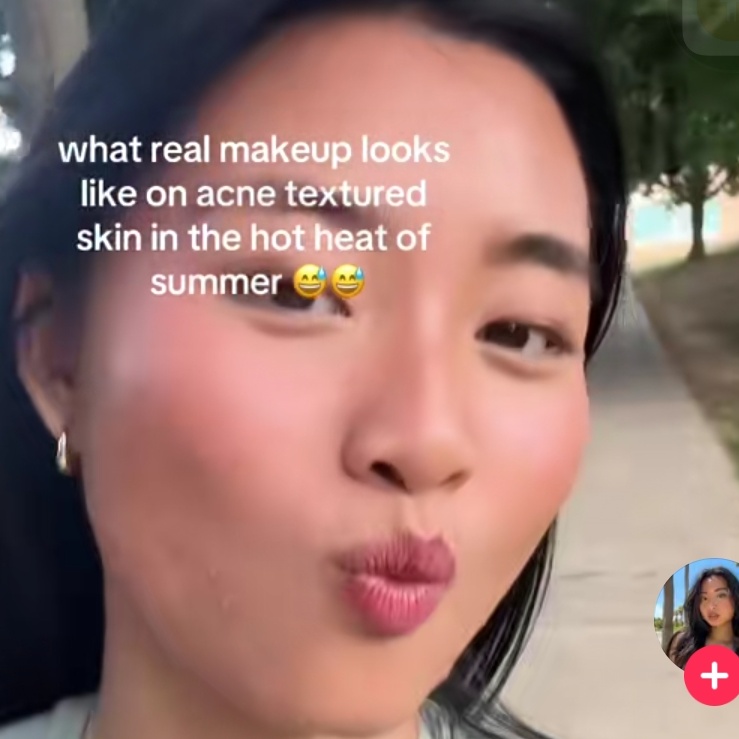 what real makeup looks
like on acne textured
skin in the hot heat of
summer 😅😅